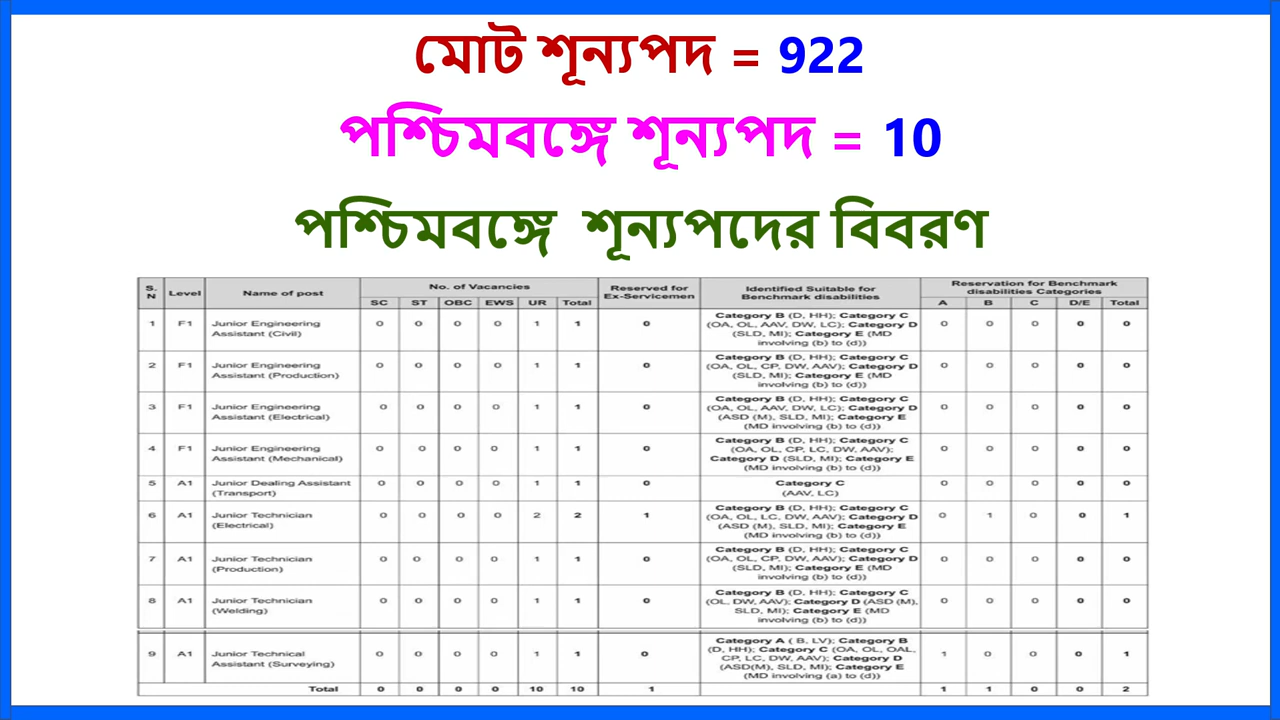 মোট শূন্যপদ = 922
পশ্চিমবঙ্গে শূন্যপদ = 10
পশ্চিমবঙ্গে শূন্যপদের বিবরণ
S. N Level Name of post No. of Vacancies Reserved for Ex-Servicemen Identified Suitable for Benchmark disabilities Reservation for Benchmark disabilities Categories
SC ST OBC EWS UR Total A B C D/E Total
1 F1 Junior Engineering Assistant (Civil) 0 0 0 0 1 1 0 Category B (D, HH); Category C (OA, OL, AAV, DW, LC); Category D (SLD, MI); Category E (MD involving (b) to (d)) 0 0 0 0 0
2 F1 Junior Engineering Assistant (Production) 0 0 0 0 1 1 0 Category B (D, HH); Category C (OA, OL, CP, DW, AAV); Category D (SLD, MI); Category E (MD involving (b) to (d)) 0 0 0 0 0
3 F1 Junior Engineering Assistant (Electrical) 0 0 0 0 1 1 0 Category B (D, HH); Category C (OA, OL, AAV, DW, LC); Category D (ASD (M), SLD, MI); Category E (MD involving (b) to (d)) 0 0 0 0 0
4 F1 Junior Engineering Assistant (Mechanical) 0 0 0 0 1 1 0 Category B (D, HH); Category C (OA, OL, CP, LC, DW, AAV); Category D (SLD, MI); Category E (MD involving (b) to (d)) 0 0 0 0 0
5 A1 Junior Dealing Assistant (Transport) 0 0 0 0 1 1 0 Category C (AAV, LC) 0 0 0 0 0
6 A1 Junior Technician (Electrical) 0 0 0 0 2 2 1 Category B (D, HH); Category C (OA, OL, LC, DW, AAV); Category D (ASD (M), SLD, MI); Category E (MD involving (b) to (d)) 0 1 0 0 1
7 A1 Junior Technician (Production) 0 0 0 0 1 1 0 Category B (D, HH); Category C (OA, OL, CP, DW, AAV); Category D (SLD, MI); Category E (MD involving (b) to (d)) 0 0 0 0 0
8 A1 Junior Technician (Welding) 0 0 0 0 1 1 0 Category B (D, HH); Category C (OL, DW, AAV); Category D (ASD (M), SLD, MI); Category E (MD involving (b) to (d)) 0 0 0 0 0
9 A1 Junior Technical Assistant (Surveying) 0 0 0 0 1 1 0 Category A ( B, LV); Category B (D, HH); Category C (OA, OL, OAL, CP, LC, DW, AAV); Category D (ASD(M), SLD, MI); Category E (MD involving (a) to (d)) 1 0 0 0 1
Total 0 0 0 0 10 10 1 1 1 0 0 2